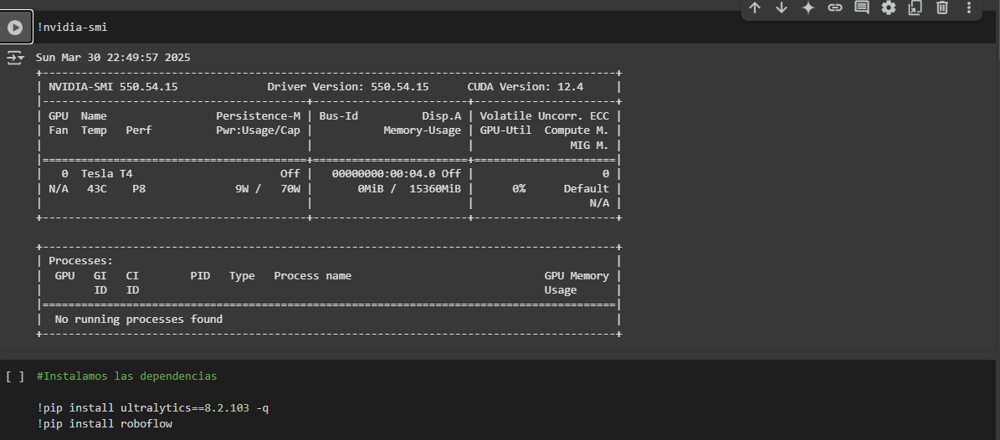 !nvidia-smi
Sun Mar 30 22:49:57 2025
+-----------------------------------------------------------------------------------------+
| NVIDIA-SMI 550.54.15              Driver Version: 550.54.15      CUDA Version: 12.4     |
|-----------------------------------------+------------------------+----------------------+
| GPU  Name                 Persistence-M | Bus-Id          Disp.A | Volatile Uncorr. ECC |
| Fan  Temp   Perf          Pwr:Usage/Cap |           Memory-Usage | GPU-Util  Compute M. |
|                                         |                        |               MIG M. |
|=========================================+========================+======================|
|   0  Tesla T4                       Off |   00000000:00:04.0 Off |                    0 |
| N/A   43C    P8              9W /   70W |       0MiB /  15360MiB |      0%      Default |
|                                         |                        |                  N/A |
+-----------------------------------------+------------------------+----------------------+
+-----------------------------------------------------------------------------------------+
| Processes:                                                                              |
|  GPU   GI   CI        PID   Type   Process name                              GPU Memory |
|        ID   ID                                                               Usage      |
|=========================================================================================|
|  No running processes found                                                             |
+-----------------------------------------------------------------------------------------+
[ ] #Instalamos las dependencias
!pip install ultralytics==8.2.103 -q
!pip install roboflow